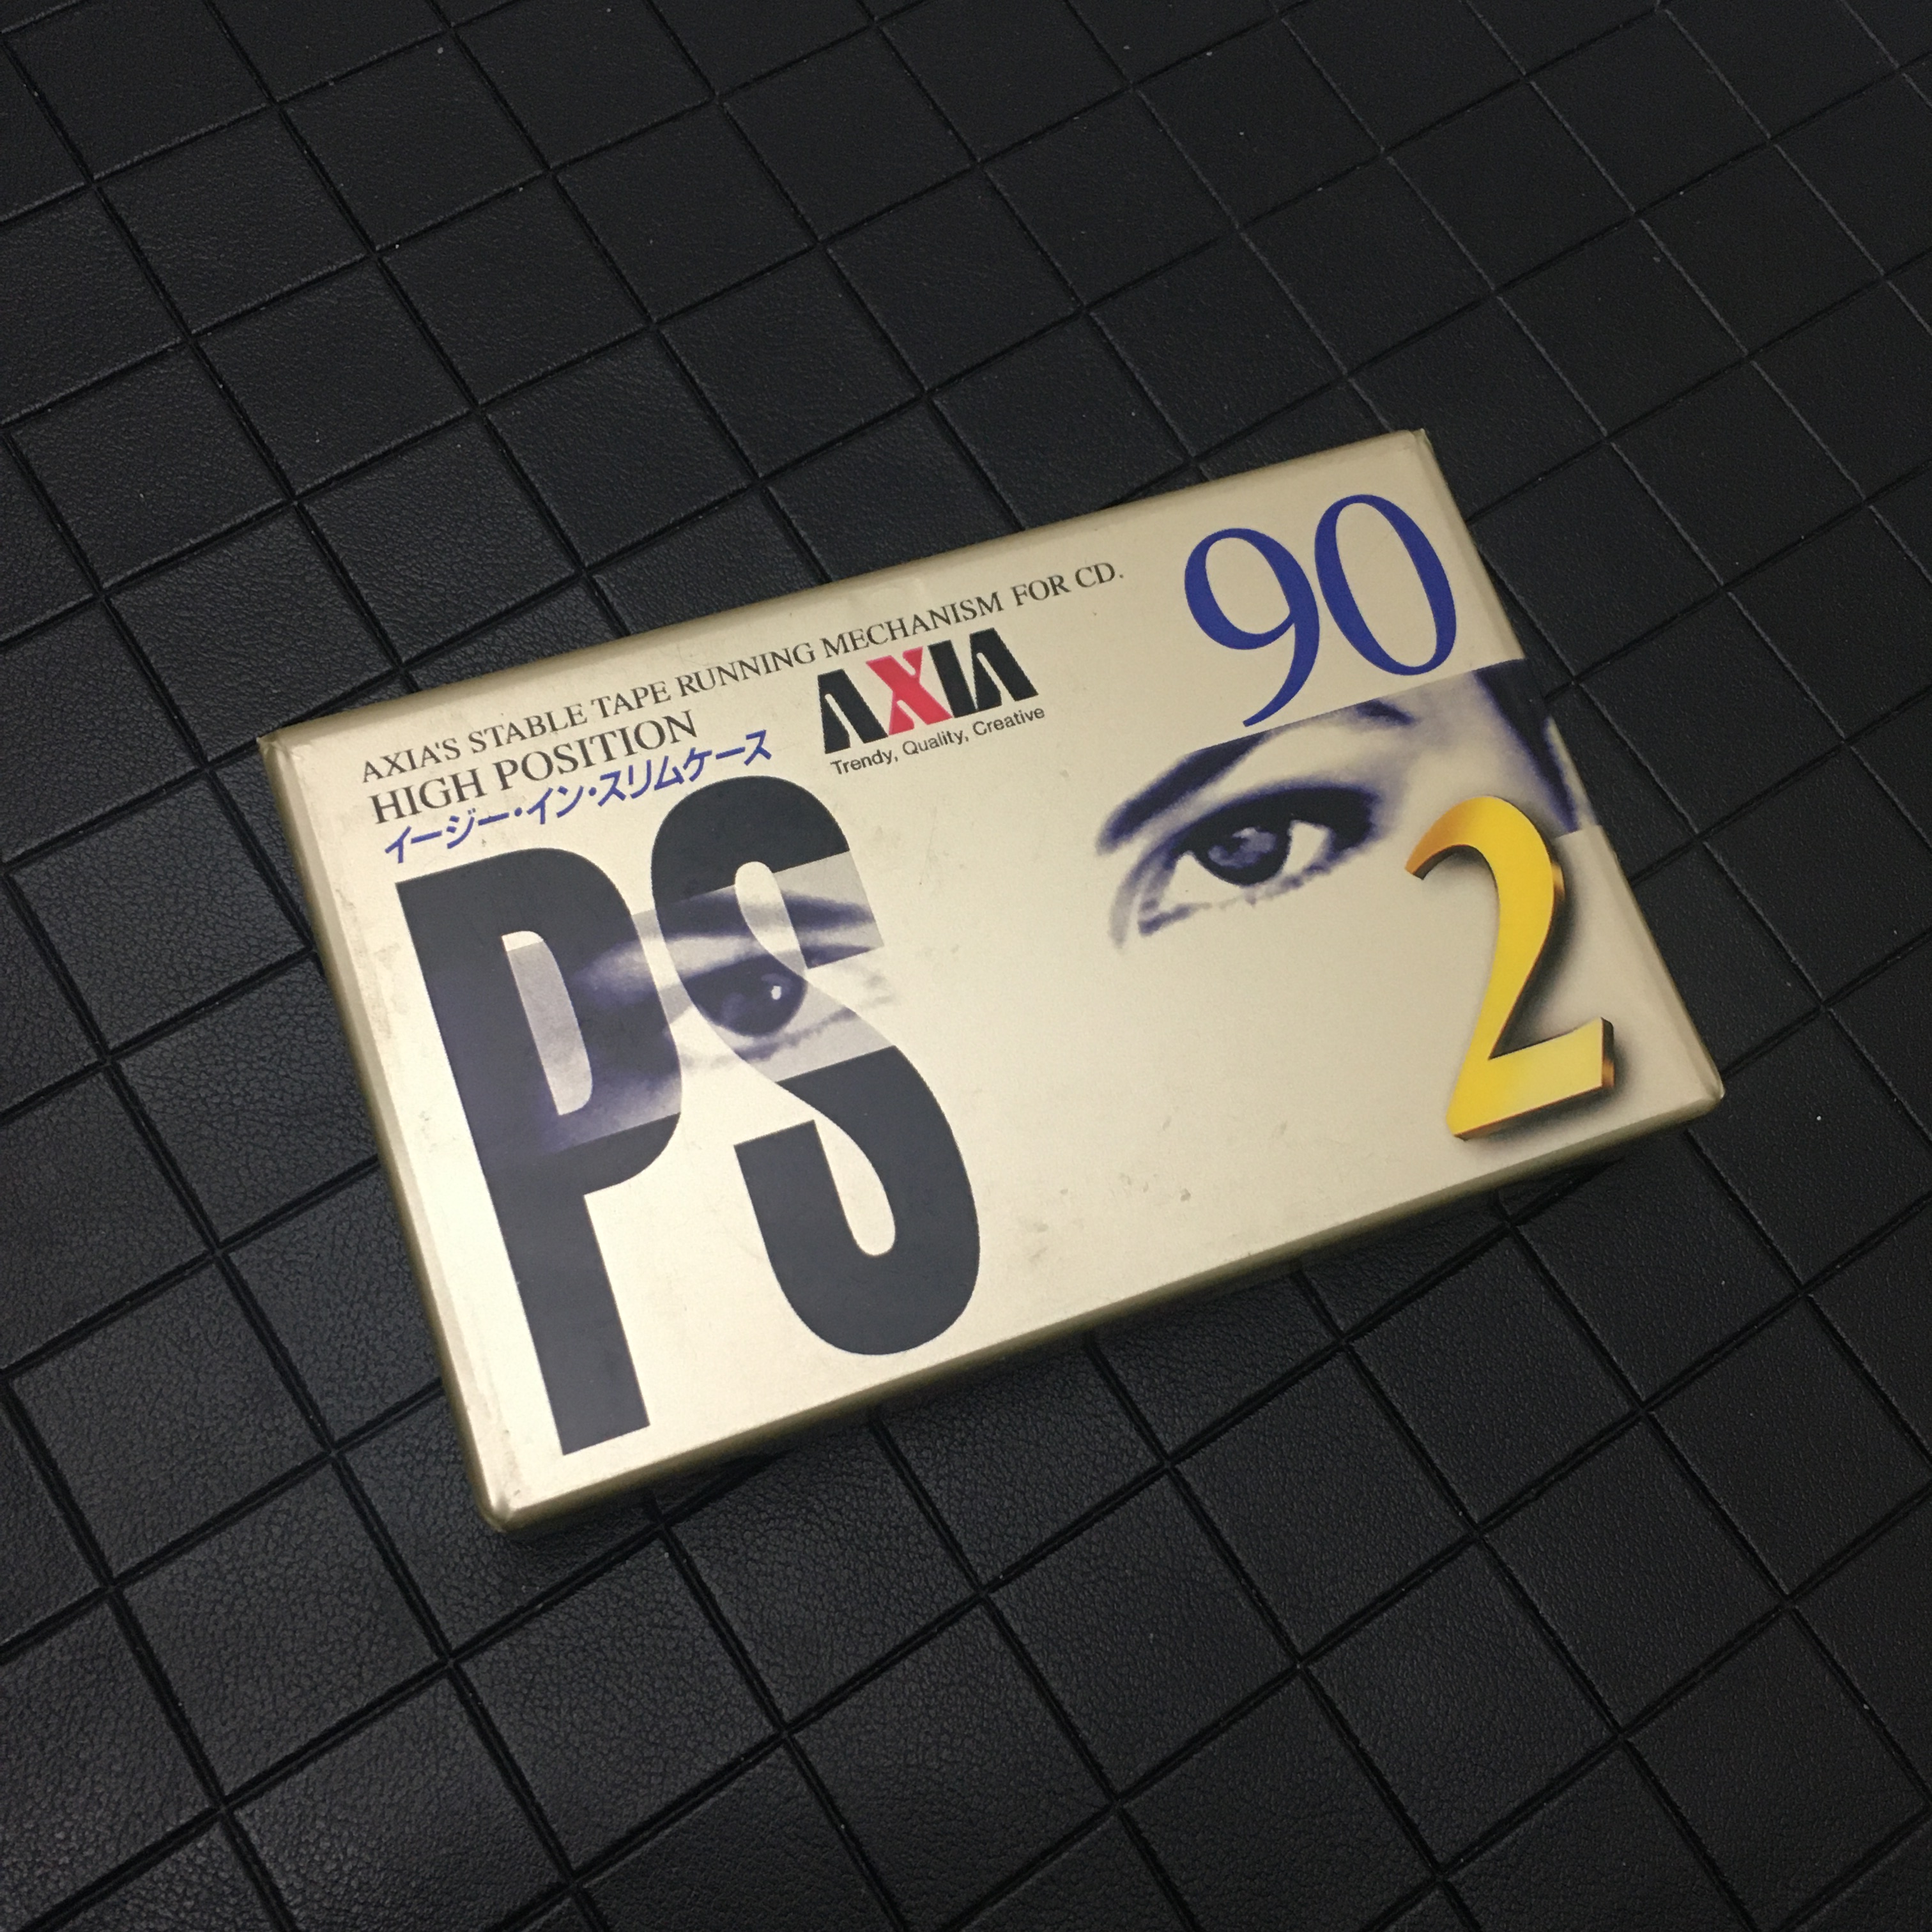 AXIA'S STABLE TAPE RUNNING MECHANISM FOR CD.
HIGH POSITION
イージー・イン・スリムケース
AXIA
Trendy, Quality, Creative
90
PS
2